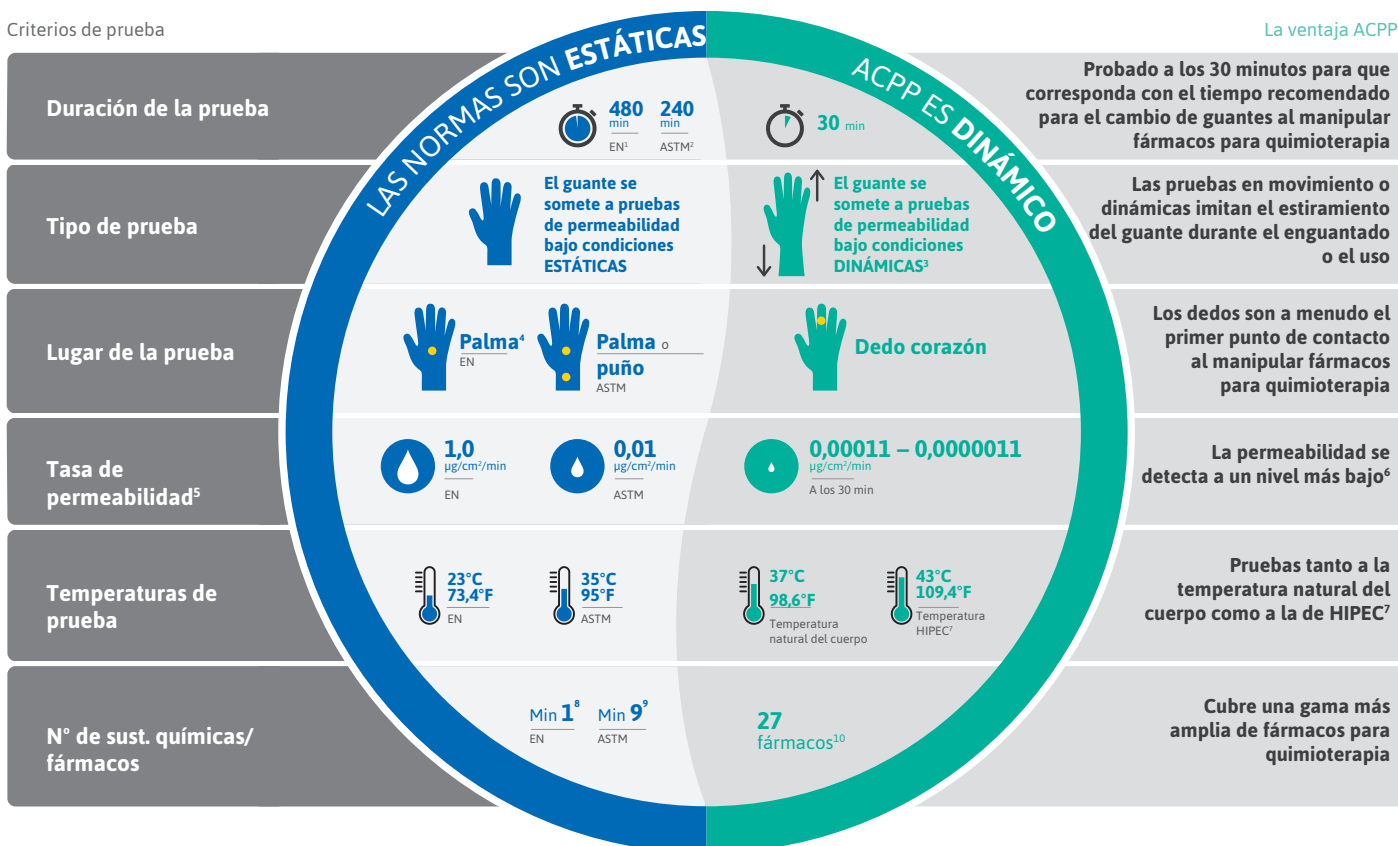 Criterios de prueba
La ventaja ACPP
LAS NORMAS SON ESTÁTICAS
ACPP ES DINÁMICO
Duración de la prueba
480
min
EN¹
240
min
ASTM²
30 min
Probado a los 30 minutos para que
corresponda con el tiempo recomendado
para el cambio de guantes al manipular
fármacos para quimioterapia
Tipo de prueba
El guante se
somete a pruebas
de permeabilidad
bajo condiciones
ESTÁTICAS
El guante se
somete a pruebas
de permeabilidad
bajo condiciones
DINÁMICAS³
Las pruebas en movimiento o
dinámicas imitan el estiramiento
del guante durante el enguantado
o el uso
Lugar de la prueba
Palma⁴
EN
Palma o
puño
ASTM
Dedo corazón
Los dedos son a menudo el
primer punto de contacto
al manipular fármacos
para quimioterapia
Tasa de
permeabilidad⁵
1,0
µg/cm²/min
EN
0,01
µg/cm²/min
ASTM
0,00011 – 0,0000011
µg/cm²/min
A los 30 min
La permeabilidad se
detecta a un nivel más bajo⁶
Temperaturas de
prueba
23°C
73,4°F
EN
35°C
95°F
ASTM
37°C
98,6°F
Temperatura
natural del cuerpo
43°C
109,4°F
Temperatura
HIPEC⁷
Pruebas tanto a la
temperatura natural del
cuerpo como a la de HIPEC⁷
N° de sust. químicas/
fármacos
Min 1⁸
EN
Min 9⁹
ASTM
27
fármacos¹⁰
Cubre una gama más
amplia de fármacos para
quimioterapia